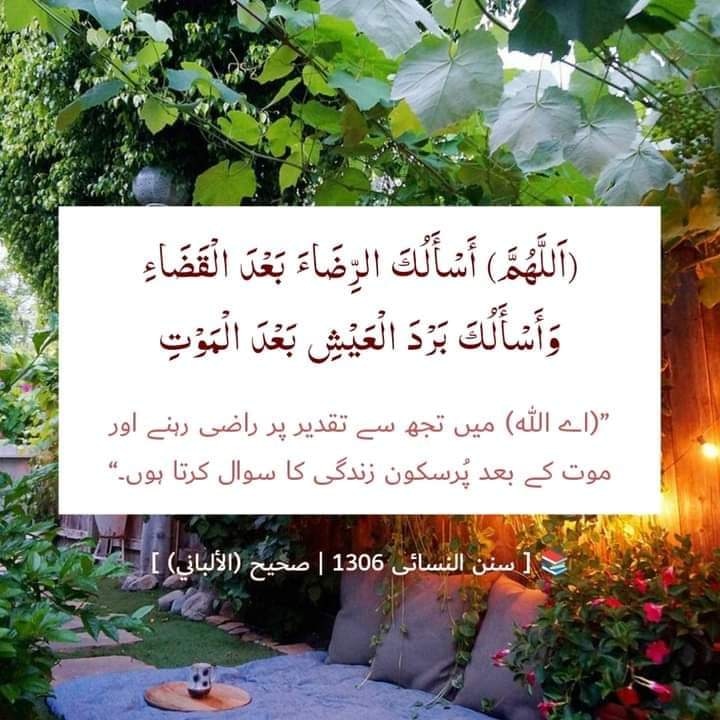 (اَللَّهُمَّ) أَسْأَلُكَ الرِّضَاءَ بَعْدَ الْقَضَاءِ
وَأَسْأَلُكَ بَرْدَ الْعَيْشِ بَعْدَ الْمَوْتِ
”(اے اللہ) میں تجھ سے تقدیر پر راضی رہنے اور
موت کے بعد پُرسکون زندگی کا سوال کرتا ہوں۔“
📚 [ سنن النسائی 1306 | صحیح (الألباني) ]